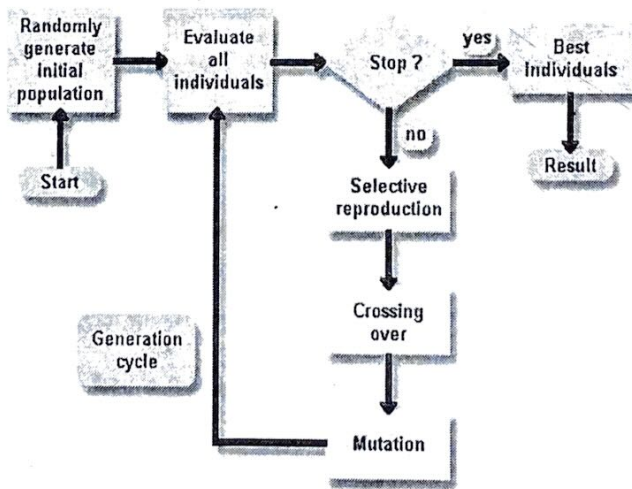 Randomly
generate
initial
population
Evaluate
all
individuals
Stop ?
yes
Best
individuals
no
Start
Result
Selective
reproduction
Crossing
over
Generation
cycle
Mutation